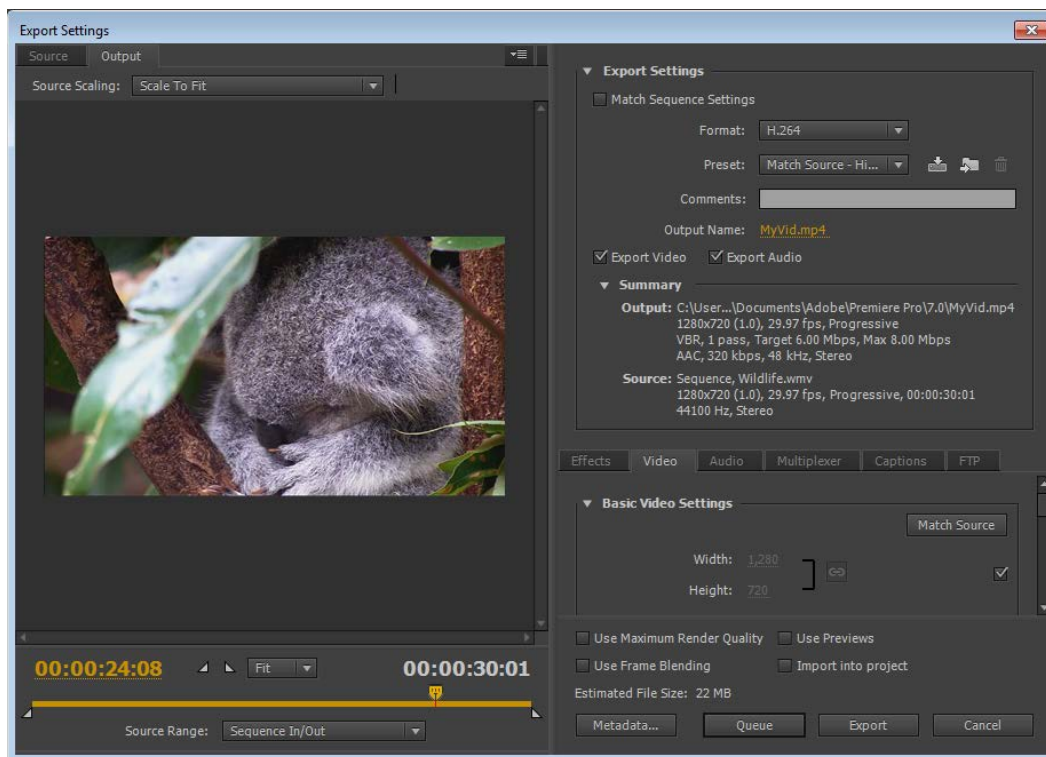 Export Settings
Source Output
Source Scaling: Scale To Fit
00:00:24:08 Fit 00:00:30:01
Source Range: Sequence In/Out
Export Settings
Match Sequence Settings
Format: H.264
Preset: Match Source - Hi...
Comments:
Output Name: MyVid.mp4
Export Video Export Audio
Summary
Output: C:\User...\Documents\Adobe\Premiere Pro\7.0\MyVid.mp4
1280x720 (1.0), 29.97 fps, Progressive
VBR, 1 pass, Target 6.00 Mbps, Max 8.00 Mbps
AAC, 320 kbps, 48 kHz, Stereo
Source: Sequence, Wildlife.wmv
1280x720 (1.0), 29.97 fps, Progressive, 00:00:30:01
44100 Hz, Stereo
Effects Video Audio Multiplexer Captions FTP
Basic Video Settings
Match Source
Width: 1,280
Height: 720
Use Maximum Render Quality Use Previews
Use Frame Blending Import into project
Estimated File Size: 22 MB
Metadata... Queue Export Cancel